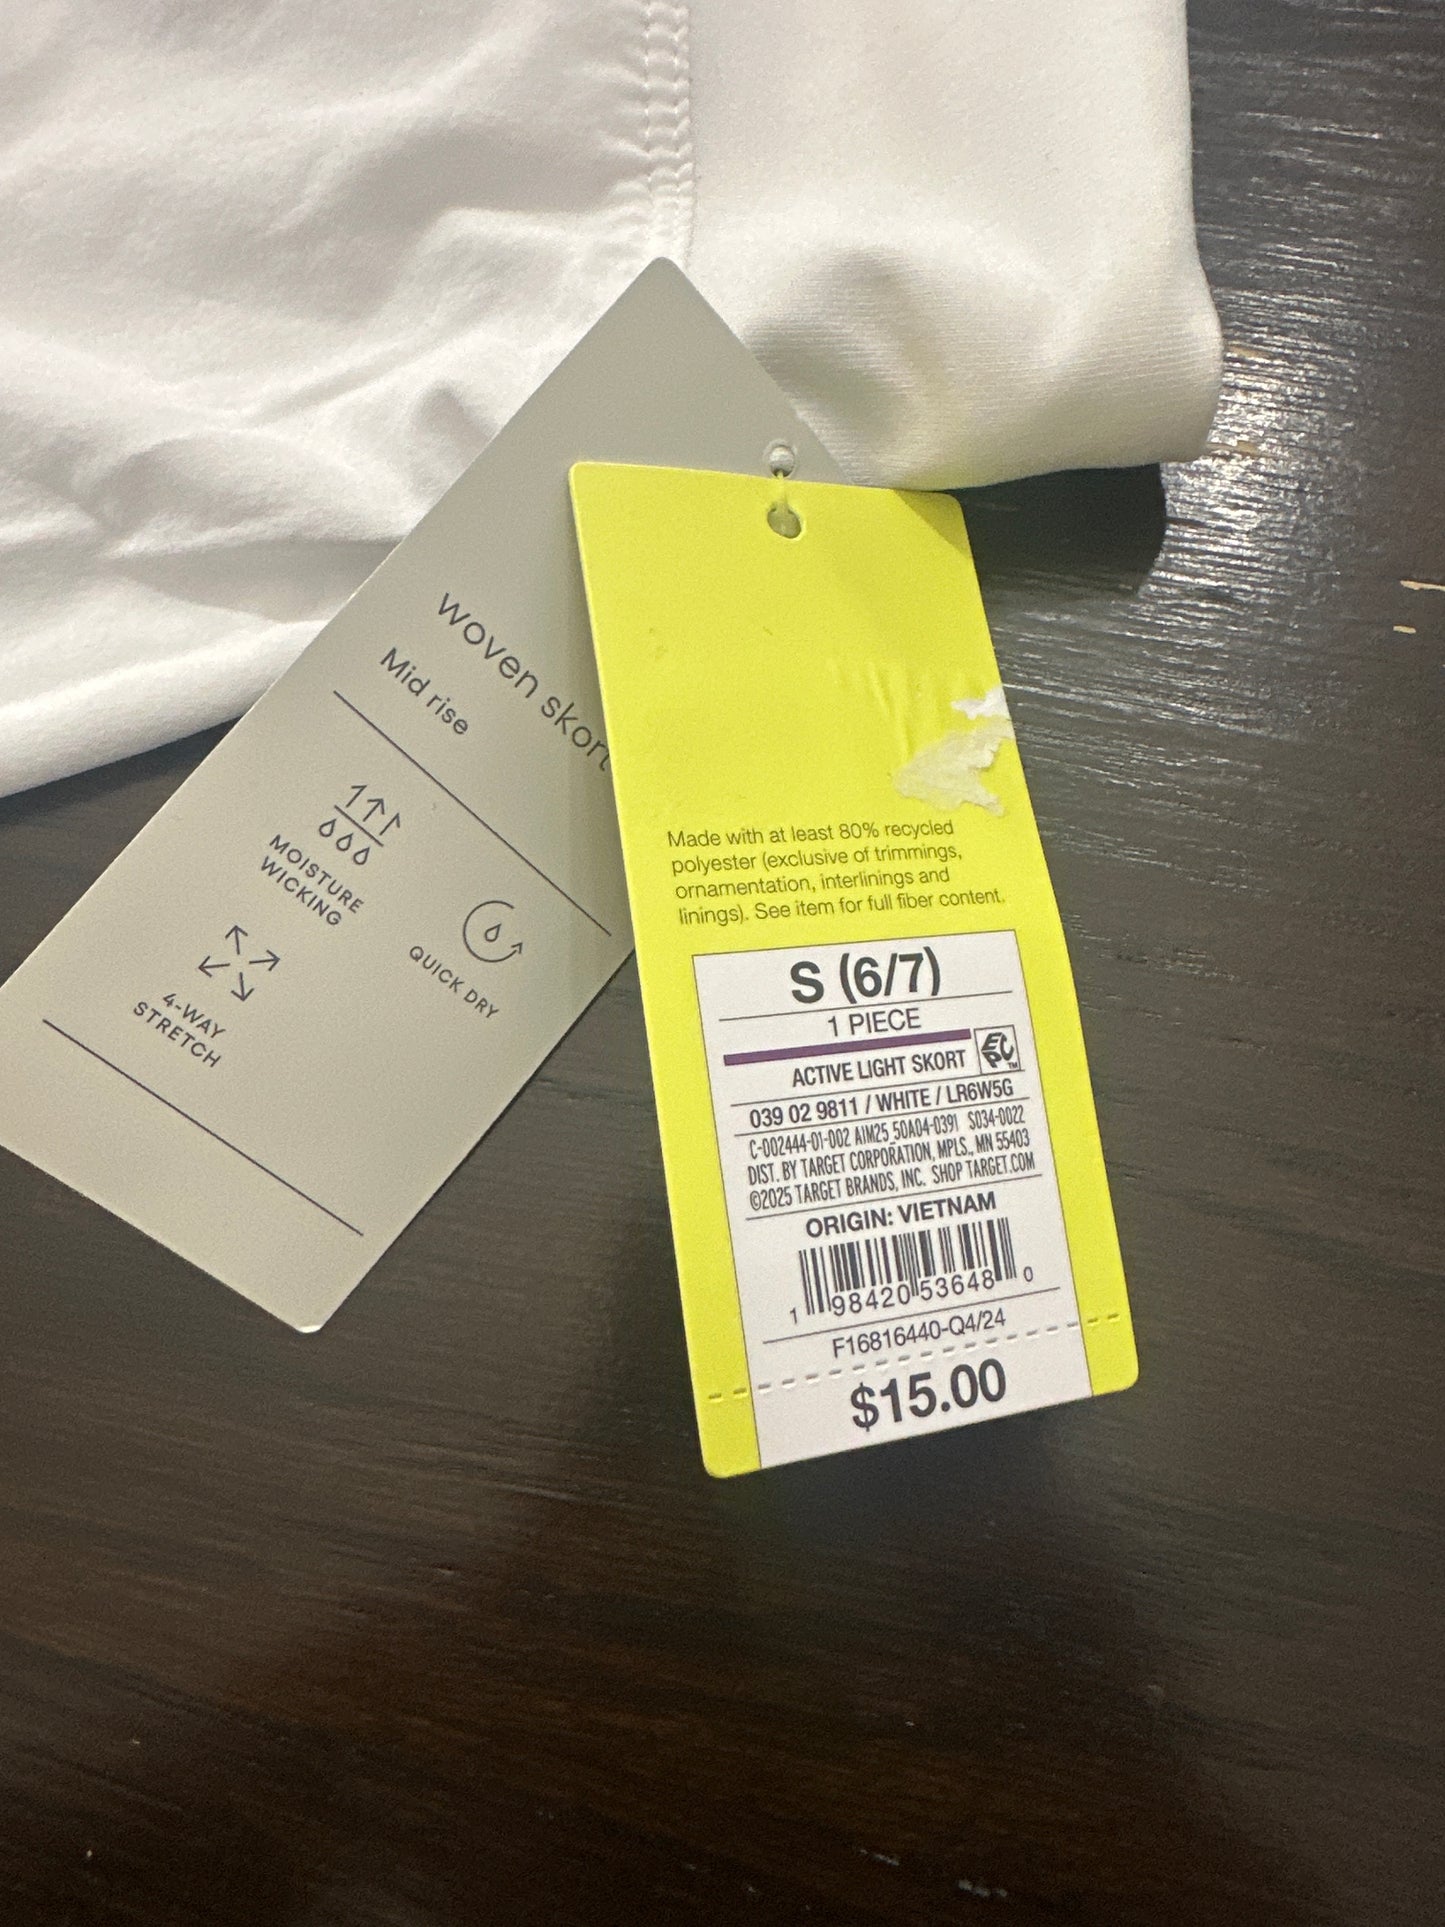 woven skort
Mid rise
MOISTURE
WICKING
QUICK DRY
4-WAY
STRETCH
Made with at least 80% recycled
polyester (exclusive of trimmings,
ornamentation, interlinings and
linings). See item for full fiber content.
S (6/7)
1 PIECE
EPC™
ACTIVE LIGHT SKORT
039 02 9811 / WHITE / LR6W5G
C-002444-01-002 AIM25_50A04-0391 S034-0022
DIST. BY TARGET CORPORATION, MPLS., MN 55403
©2025 TARGET BRANDS, INC. SHOP TARGET.COM
ORIGIN: VIETNAM
1 98420 53648 0
F16816440-Q4/24
$15.00